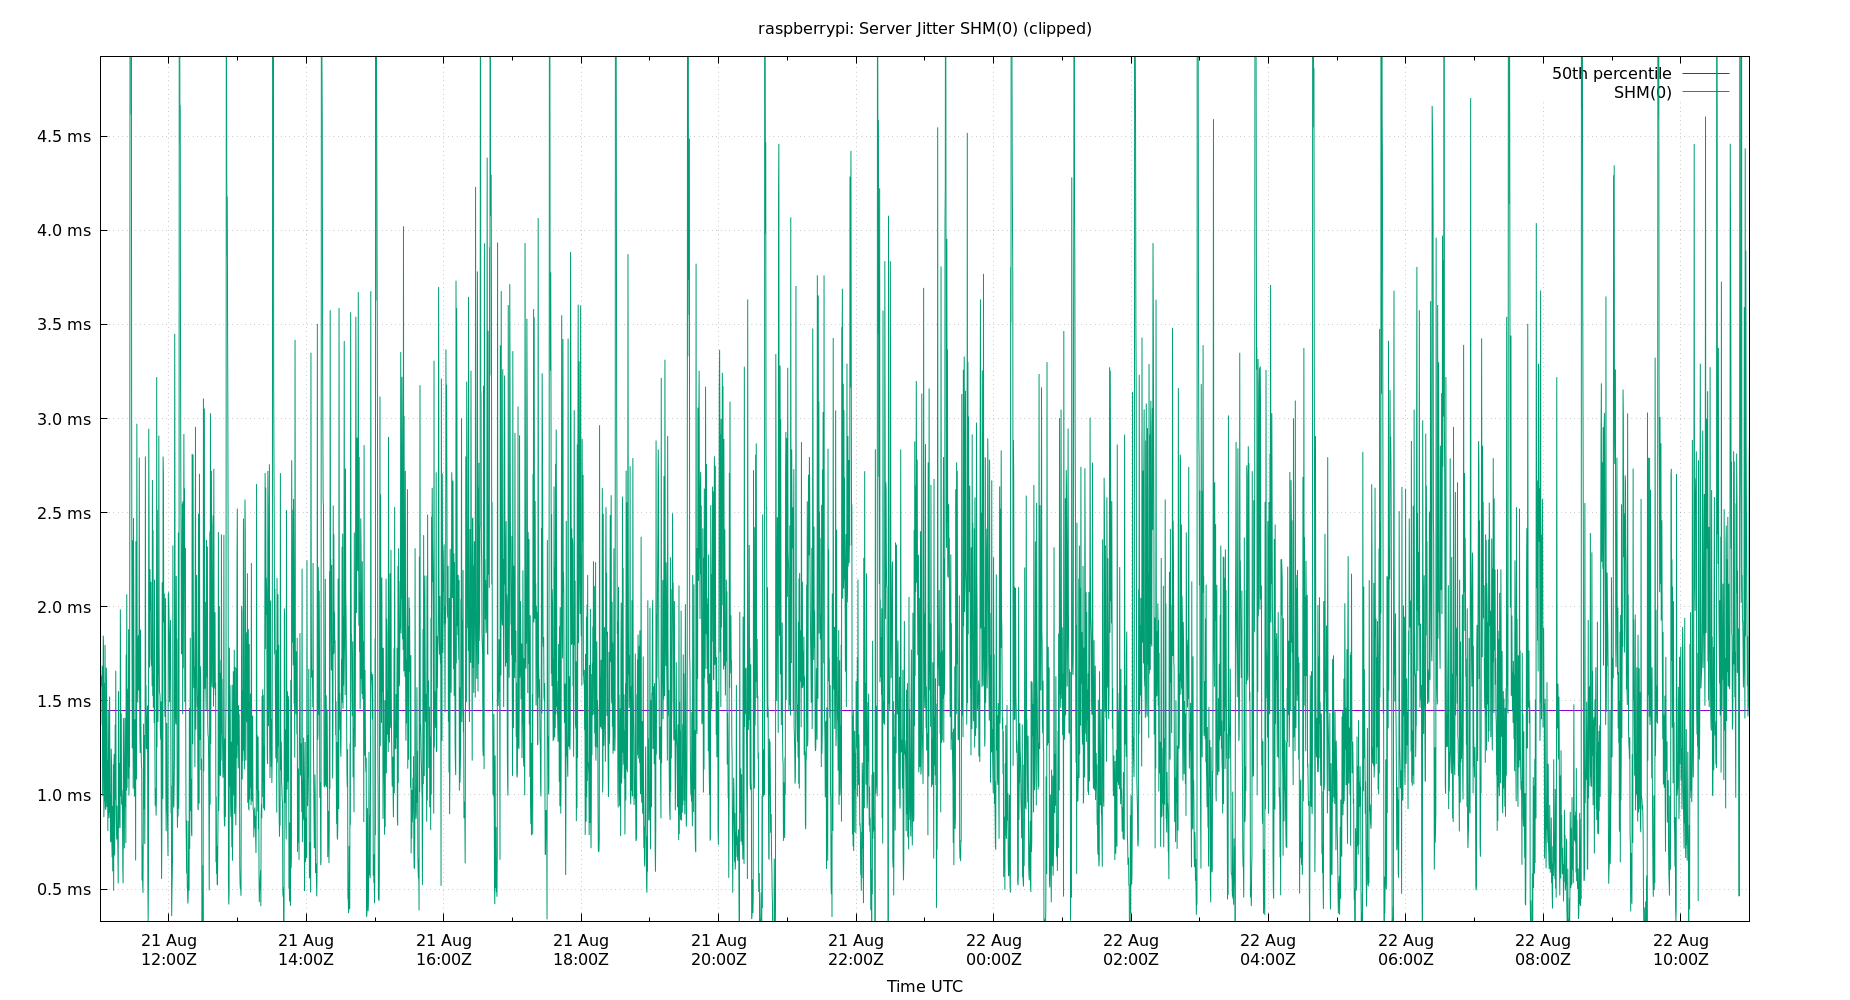 raspberrypi: Server Jitter SHM(0) (clipped)
50th percentile
SHM(0)
4.5 ms
4.0 ms
3.5 ms
3.0 ms
2.5 ms
2.0 ms
1.5 ms
1.0 ms
0.5 ms
21 Aug 21 Aug 21 Aug 21 Aug 21 Aug 21 Aug 22 Aug 22 Aug 22 Aug 22 Aug 22 Aug 22 Aug
12:00Z 14:00Z 16:00Z 18:00Z 20:00Z 22:00Z 00:00Z 02:00Z 04:00Z 06:00Z 08:00Z 10:00Z
Time UTC